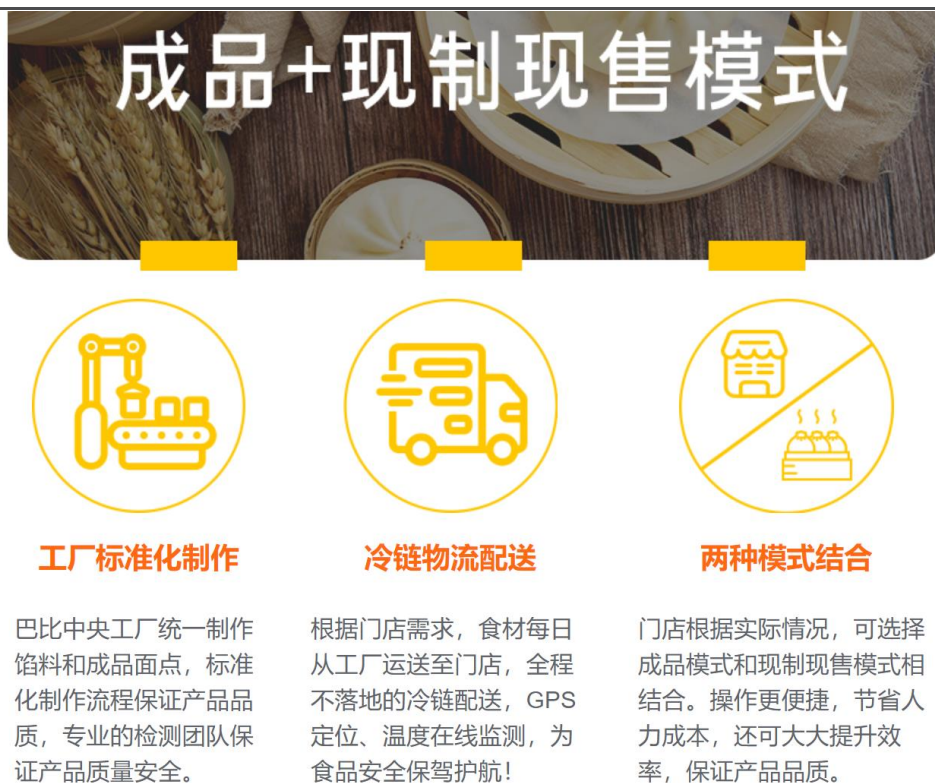 成品+现制现售模式
工厂标准化制作
巴比中央工厂统一制作
馅料和成品面点，标准
化制作流程保证产品品
质，专业的检测团队保
证产品质量安全。
冷链物流配送
根据门店需求，食材每日
从工厂运送至门店，全程
不落地的冷链配送，GPS
定位、温度在线监测，为
食品安全保驾护航！
两种模式结合
门店根据实际情况，可选择
成品模式和现制现售模式相
结合。操作更便捷，节省人
力成本，还可大大提升效
率，保证产品品质。